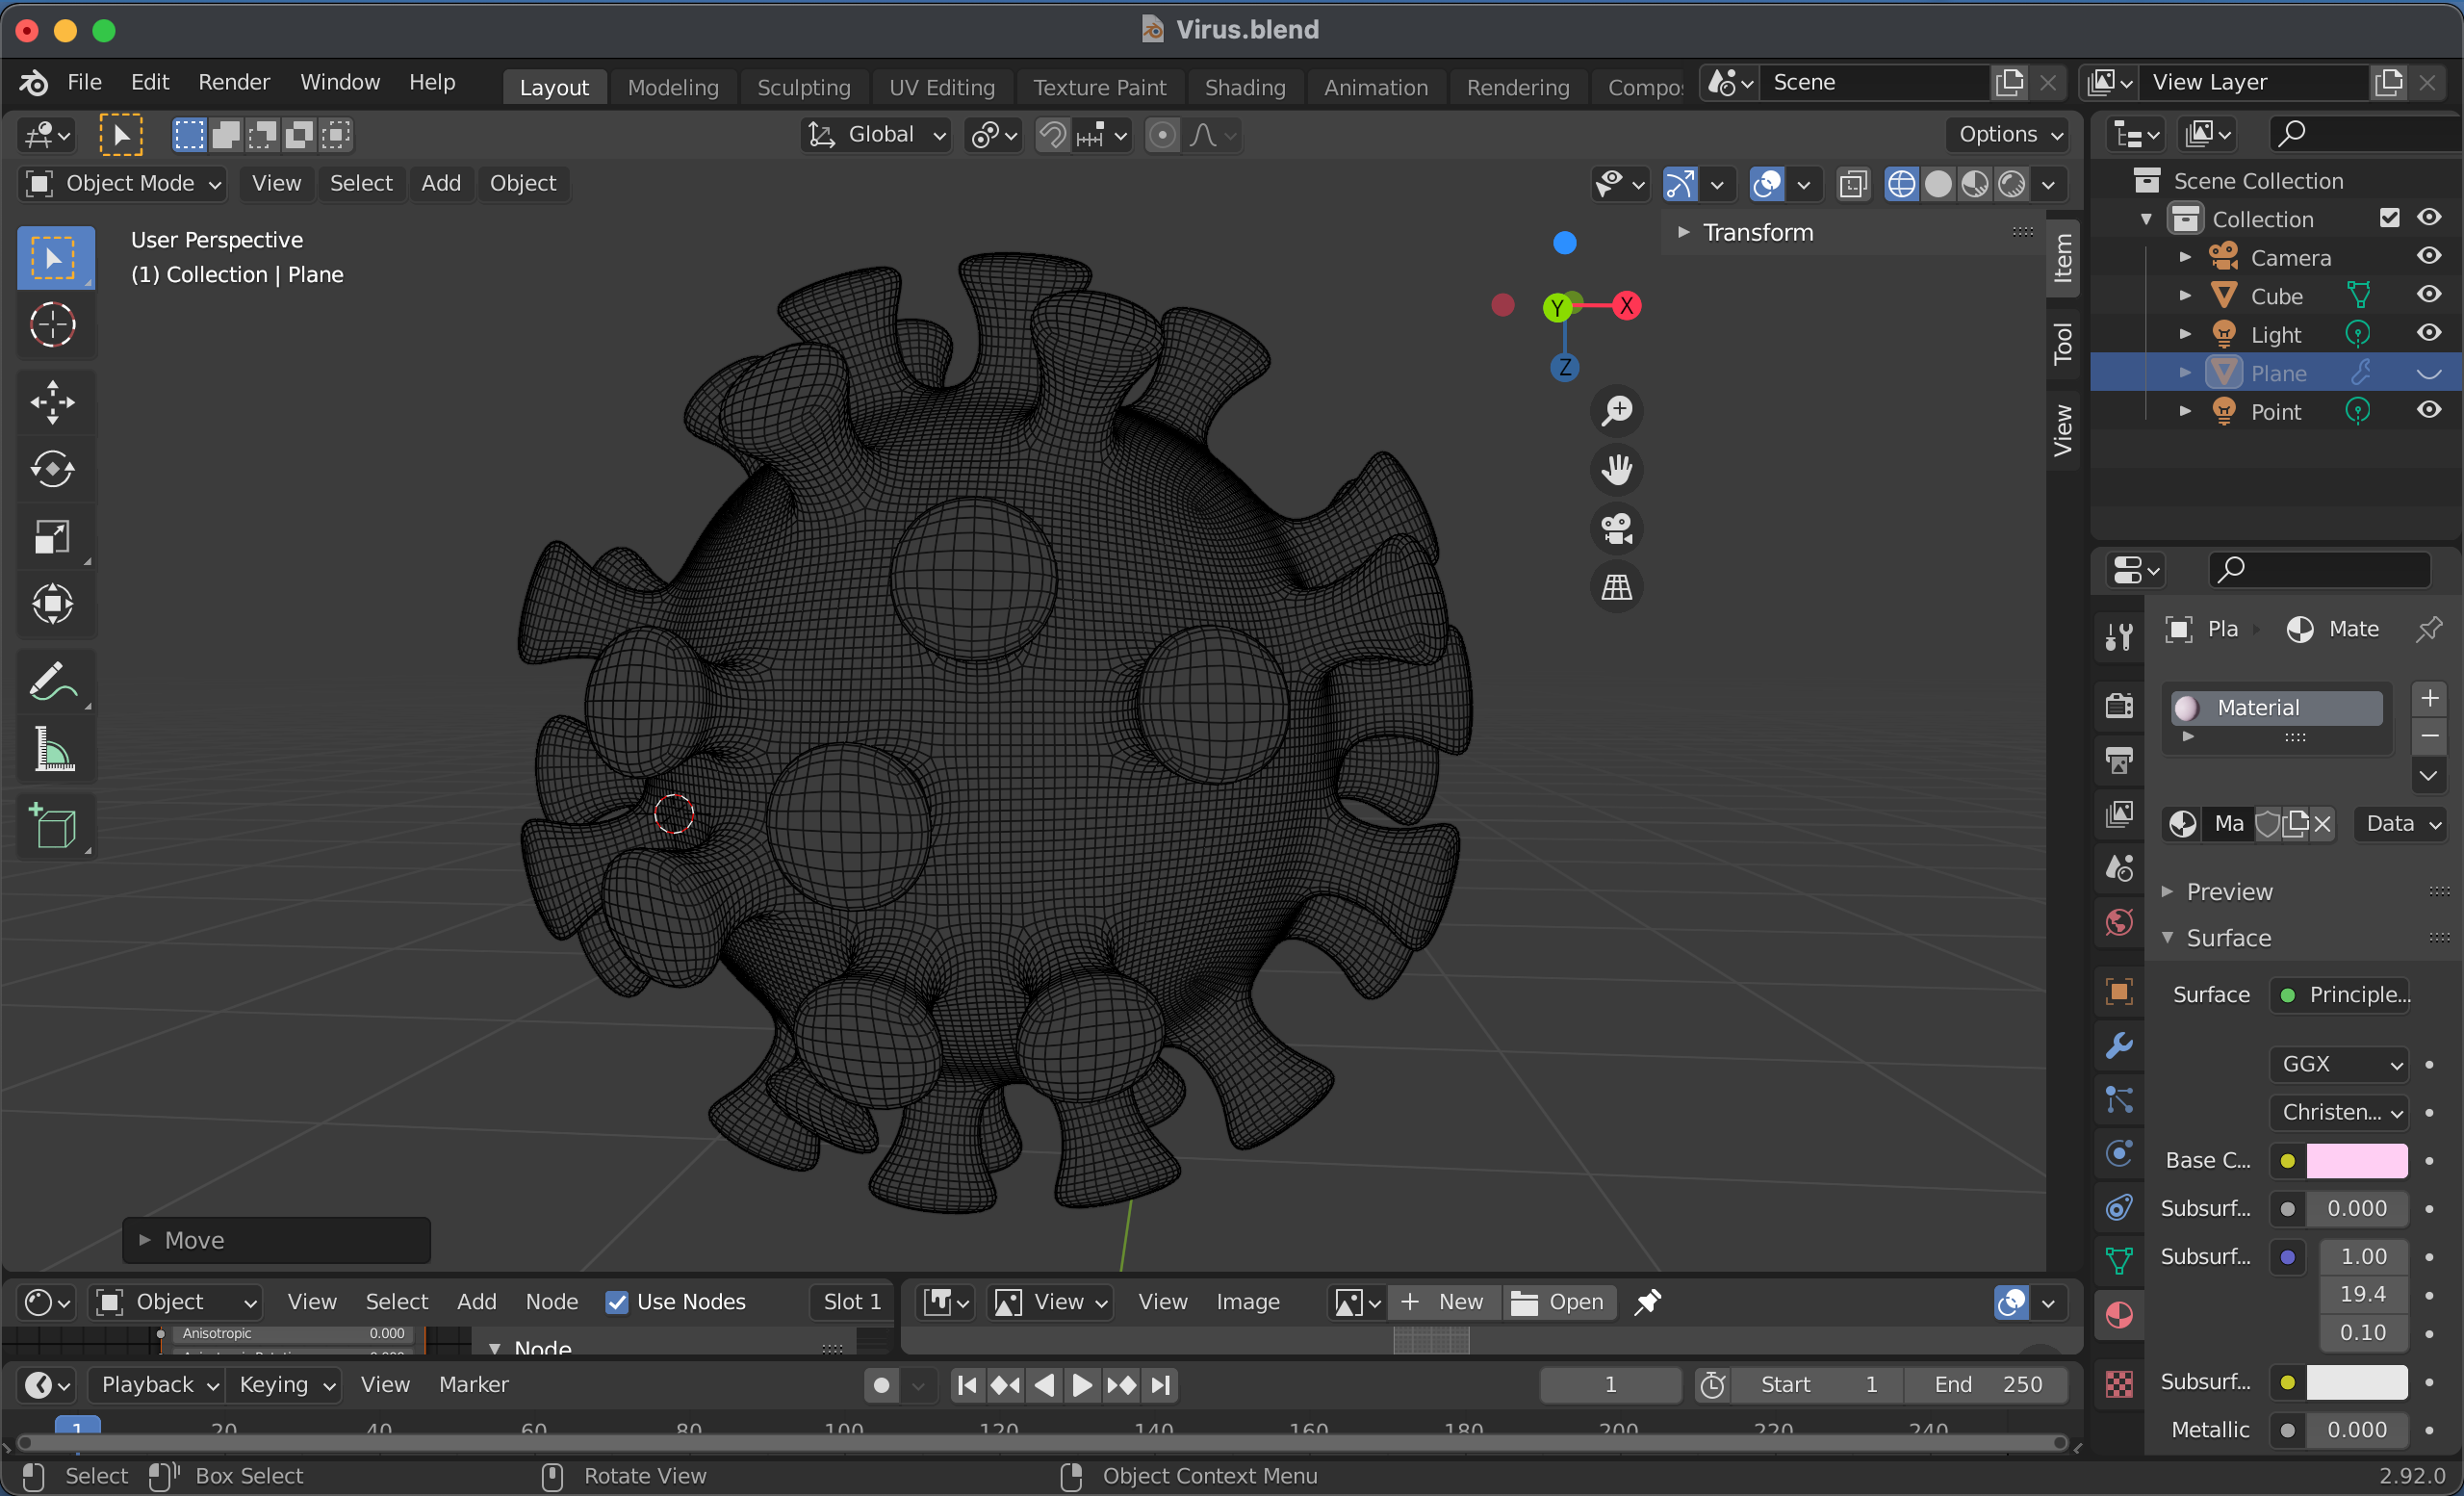 Virus.blend
File Edit Render Window Help Layout Modeling Sculpting UV Editing Texture Paint Shading Animation Rendering Compo Scene View Layer
Global Options
Object Mode View Select Add Object
User Perspective
(1) Collection | Plane
Transform
X
Y
Z
Item
Tool
View
Move
Scene Collection
Collection
Camera
Cube
Light
Plane
Point
Pla Mate
Material
Ma Data
Preview
Surface
Surface Principle...
GGX
Christen...
Base C...
Subsurf... 0.000
Subsurf... 1.00
19.4
0.10
Subsurf...
Metallic 0.000
Object View Select Add Node Use Nodes Slot 1
Anisotropic 0.000
Node
View View Image New Open
Playback Keying View Marker 1 Start 1 End 250
1 20 40 60 80 100 120 140 160 180 200 220 240
Select Box Select Rotate View Object Context Menu 2.92.0